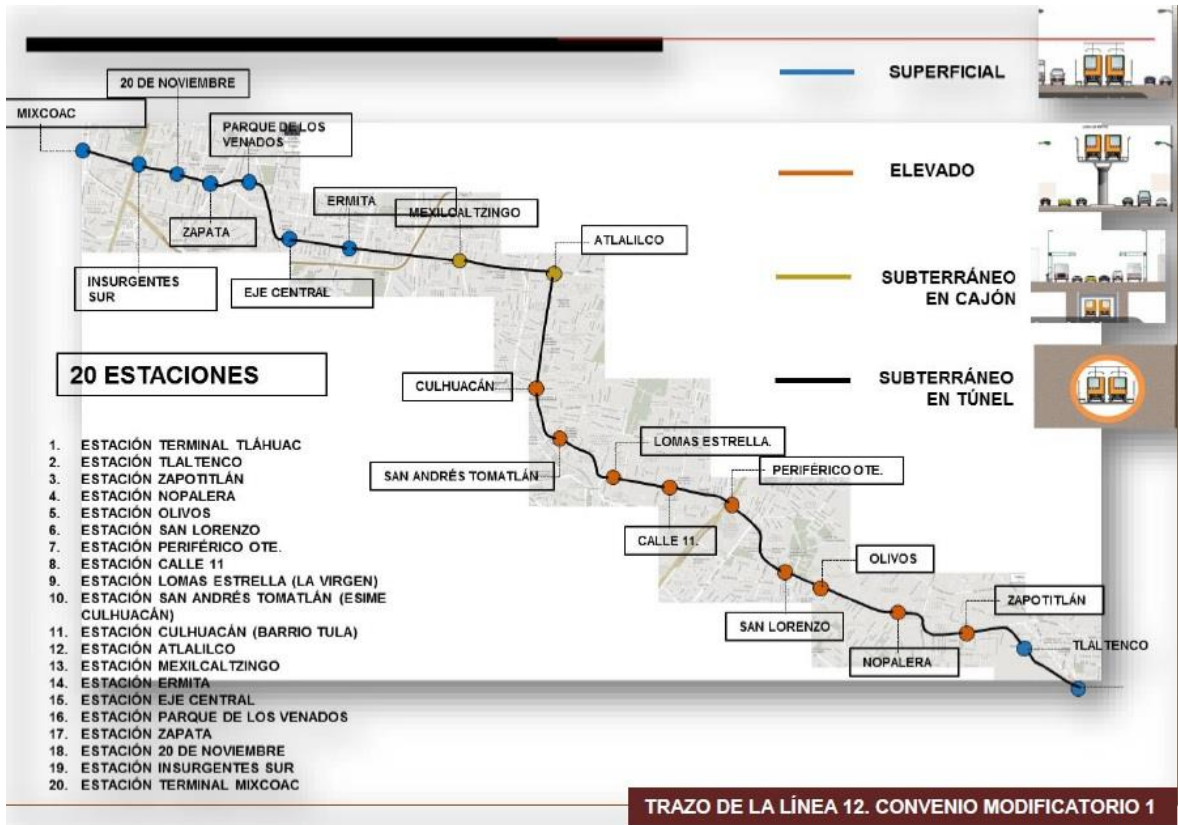 20 DE NOVIEMBRE
MIXCOAC
PARQUE DE LOS
VENADOS
ERMITA
MEXILCALTZINGO
ZAPATA
ATLALILCO
INSURGENTES
SUR
EJE CENTRAL
SUPERFICIAL
ELEVADO
SUBTERRÁNEO
EN CAJÓN
SUBTERRÁNEO
EN TÚNEL
20 ESTACIONES
CULHUACÁN
LOMAS ESTRELLA.
SAN ANDRÉS TOMATLÁN
PERIFÉRICO OTE.
CALLE 11.
OLIVOS
SAN LORENZO
ZAPOTITLÁN
NOPALERA
TLALTENCO
1. ESTACIÓN TERMINAL TLÁHUAC
2. ESTACIÓN TLALTENCO
3. ESTACIÓN ZAPOTITLÁN
4. ESTACIÓN NOPALERA
5. ESTACIÓN OLIVOS
6. ESTACIÓN SAN LORENZO
7. ESTACIÓN PERIFÉRICO OTE.
8. ESTACIÓN CALLE 11
9. ESTACIÓN LOMAS ESTRELLA (LA VIRGEN)
10. ESTACIÓN SAN ANDRÉS TOMATLÁN (ESIME
CULHUACÁN)
11. ESTACIÓN CULHUACÁN (BARRIO TULA)
12. ESTACIÓN ATLALILCO
13. ESTACIÓN MEXILCALTZINGO
14. ESTACIÓN ERMITA
15. ESTACIÓN EJE CENTRAL
16. ESTACIÓN PARQUE DE LOS VENADOS
17. ESTACIÓN ZAPATA
18. ESTACIÓN 20 DE NOVIEMBRE
19. ESTACIÓN INSURGENTES SUR
20. ESTACIÓN TERMINAL MIXCOAC
TRAZO DE LA LÍNEA 12. CONVENIO MODIFICATORIO 1